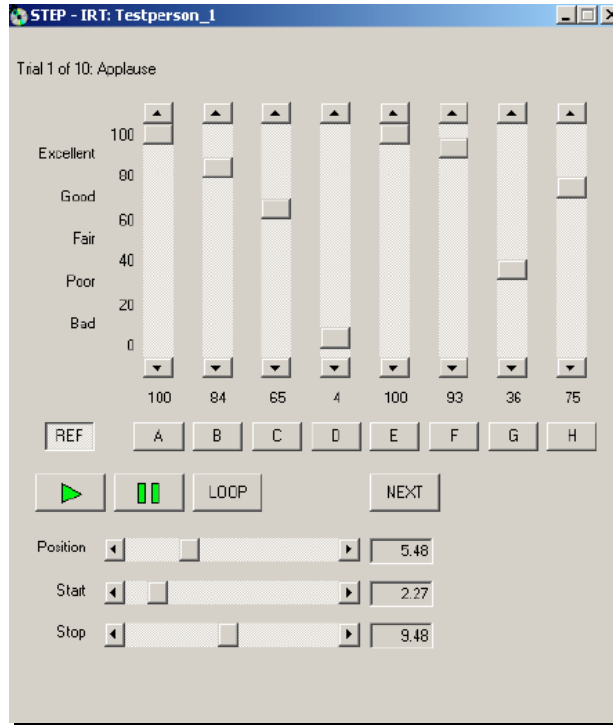 STEP - IRT: Testperson_1
Trial 1 of 10: Applause
100
Excellent
80
Good
60
Fair
40
Poor
20
Bad
0
100 84 65 4 100 93 36 75
REF A B C D E F G H
LOOP NEXT
Position 5.48
Start 2.27
Stop 9.48